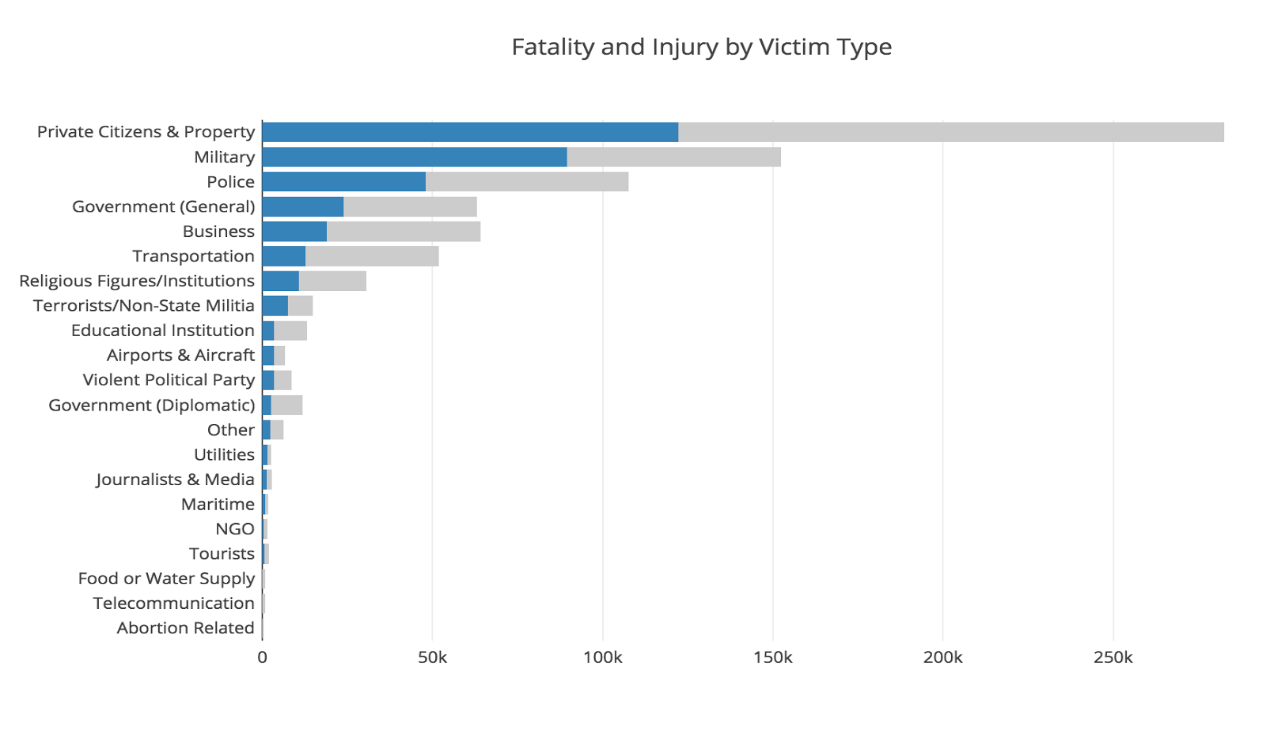 Fatality and Injury by Victim Type
Private Citizens & Property
Military
Police
Government (General)
Business
Transportation
Religious Figures/Institutions
Terrorists/Non-State Militia
Educational Institution
Airports & Aircraft
Violent Political Party
Government (Diplomatic)
Other
Utilities
Journalists & Media
Maritime
NGO
Tourists
Food or Water Supply
Telecommunication
Abortion Related
0 50k 100k 150k 200k 250k